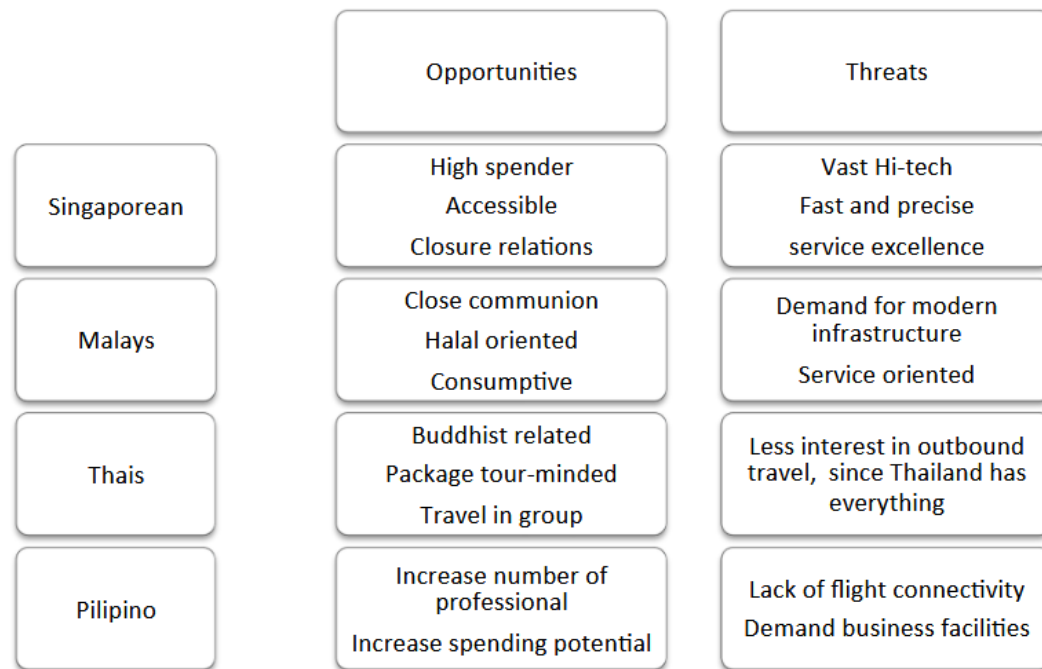 Opportunities
Threats
Singaporean
High spender
Accessible
Closure relations
Vast Hi-tech
Fast and precise
service excellence
Malays
Close communion
Halal oriented
Consumptive
Demand for modern
infrastructure
Service oriented
Thais
Buddhist related
Package tour-minded
Travel in group
Less interest in outbound
travel, since Thailand has
everything
Pilipino
Increase number of
professional
Increase spending potential
Lack of flight connectivity
Demand business facilities